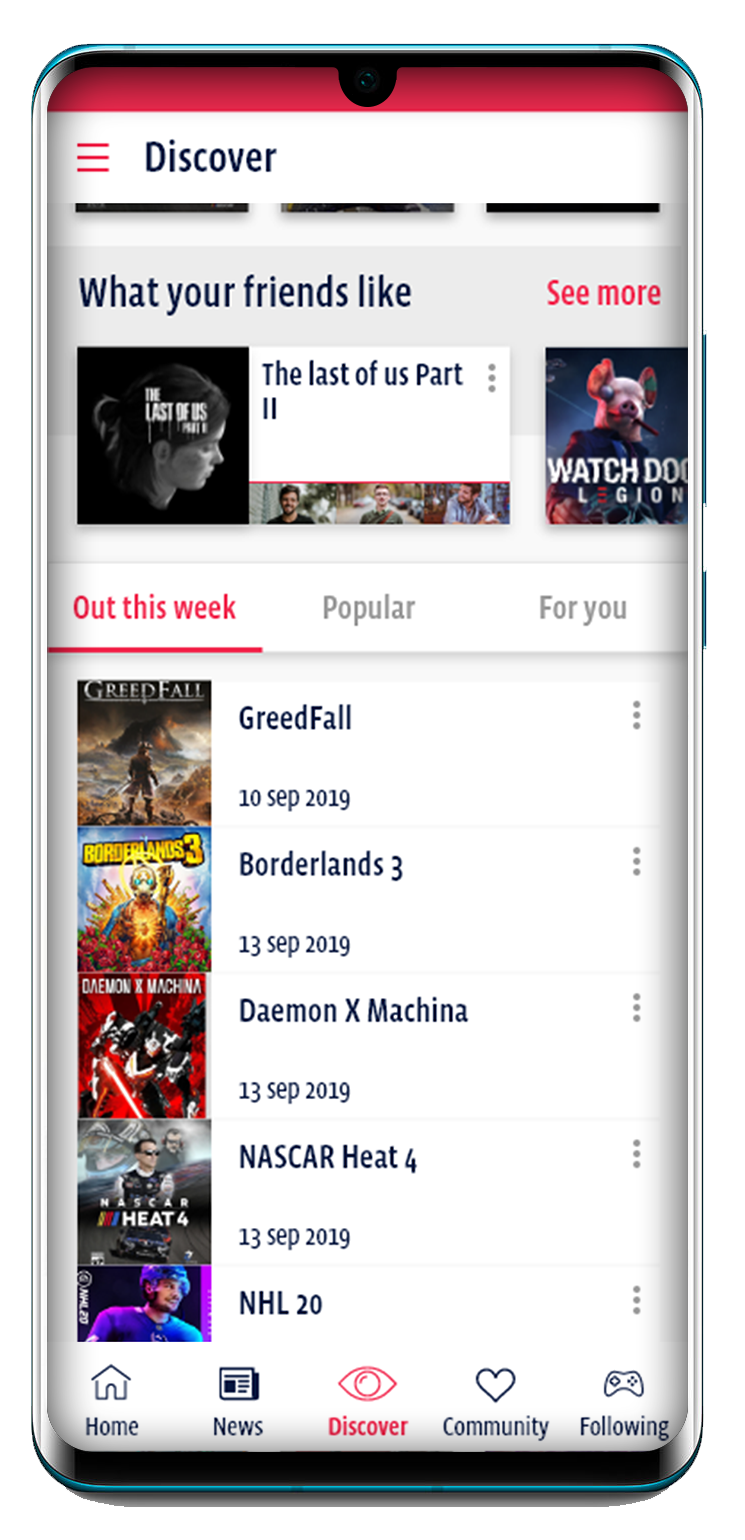 Discover
What your friends like
See more
THE
LAST OF US
PART II
The last of us Part
II
WATCH DOG
LEGION
Out this week
Popular
For you
GREEDFALL
GreedFall
10 sep 2019
BORDERLANDS 3
Borderlands 3
13 sep 2019
DAEMON X MACHINA
Daemon X Machina
13 sep 2019
NASCAR
HEAT 4
NASCAR Heat 4
13 sep 2019
NHL 20
NHL 20
Home
News
Discover
Community
Following